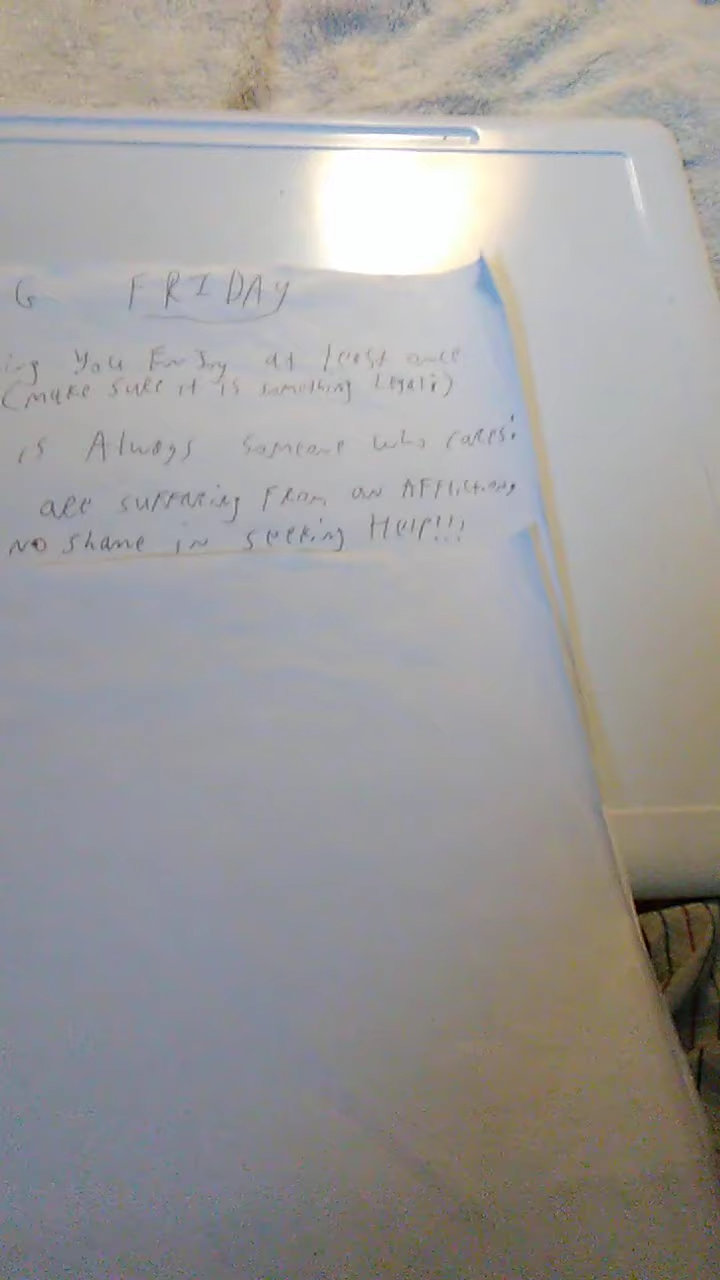 G FRIDAY
ing You Enjoy at least once
(make sure it is something Legal!)
is Always someone who cares!
are suffering From an AFFliction,
NO shame in seeking HElP!!!